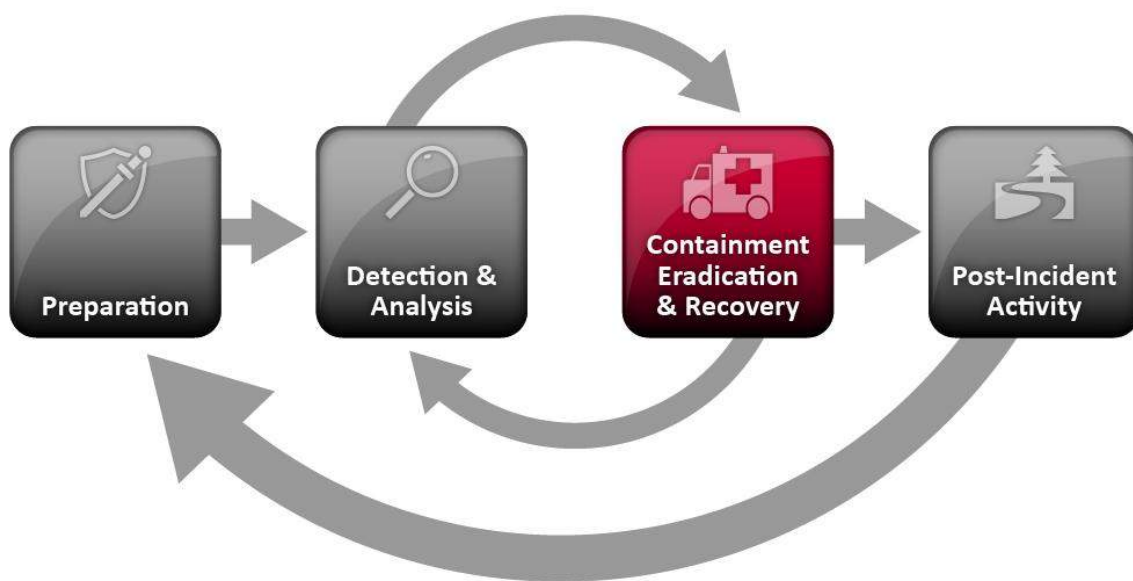 Preparation
Detection &
Analysis
Containment
Eradication
& Recovery
Post-Incident
Activity